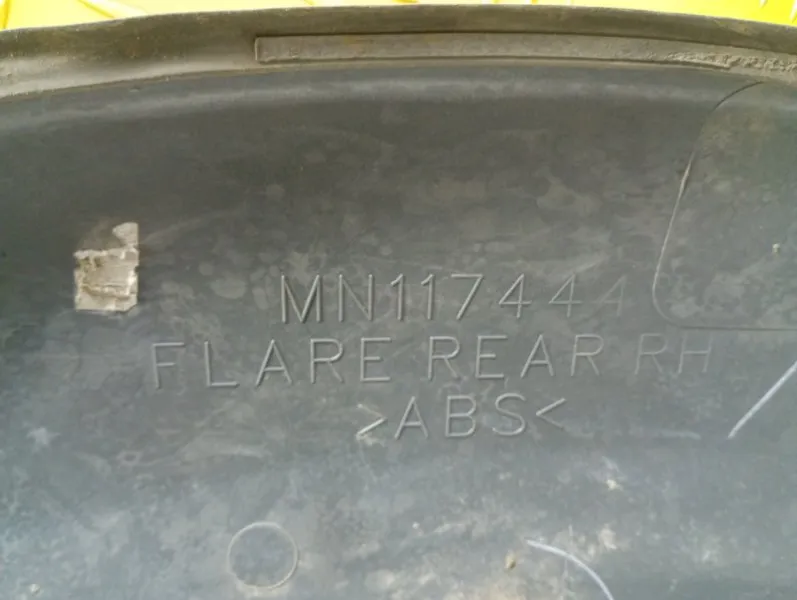 MN117444
FLARE REAR RH
>ABS<